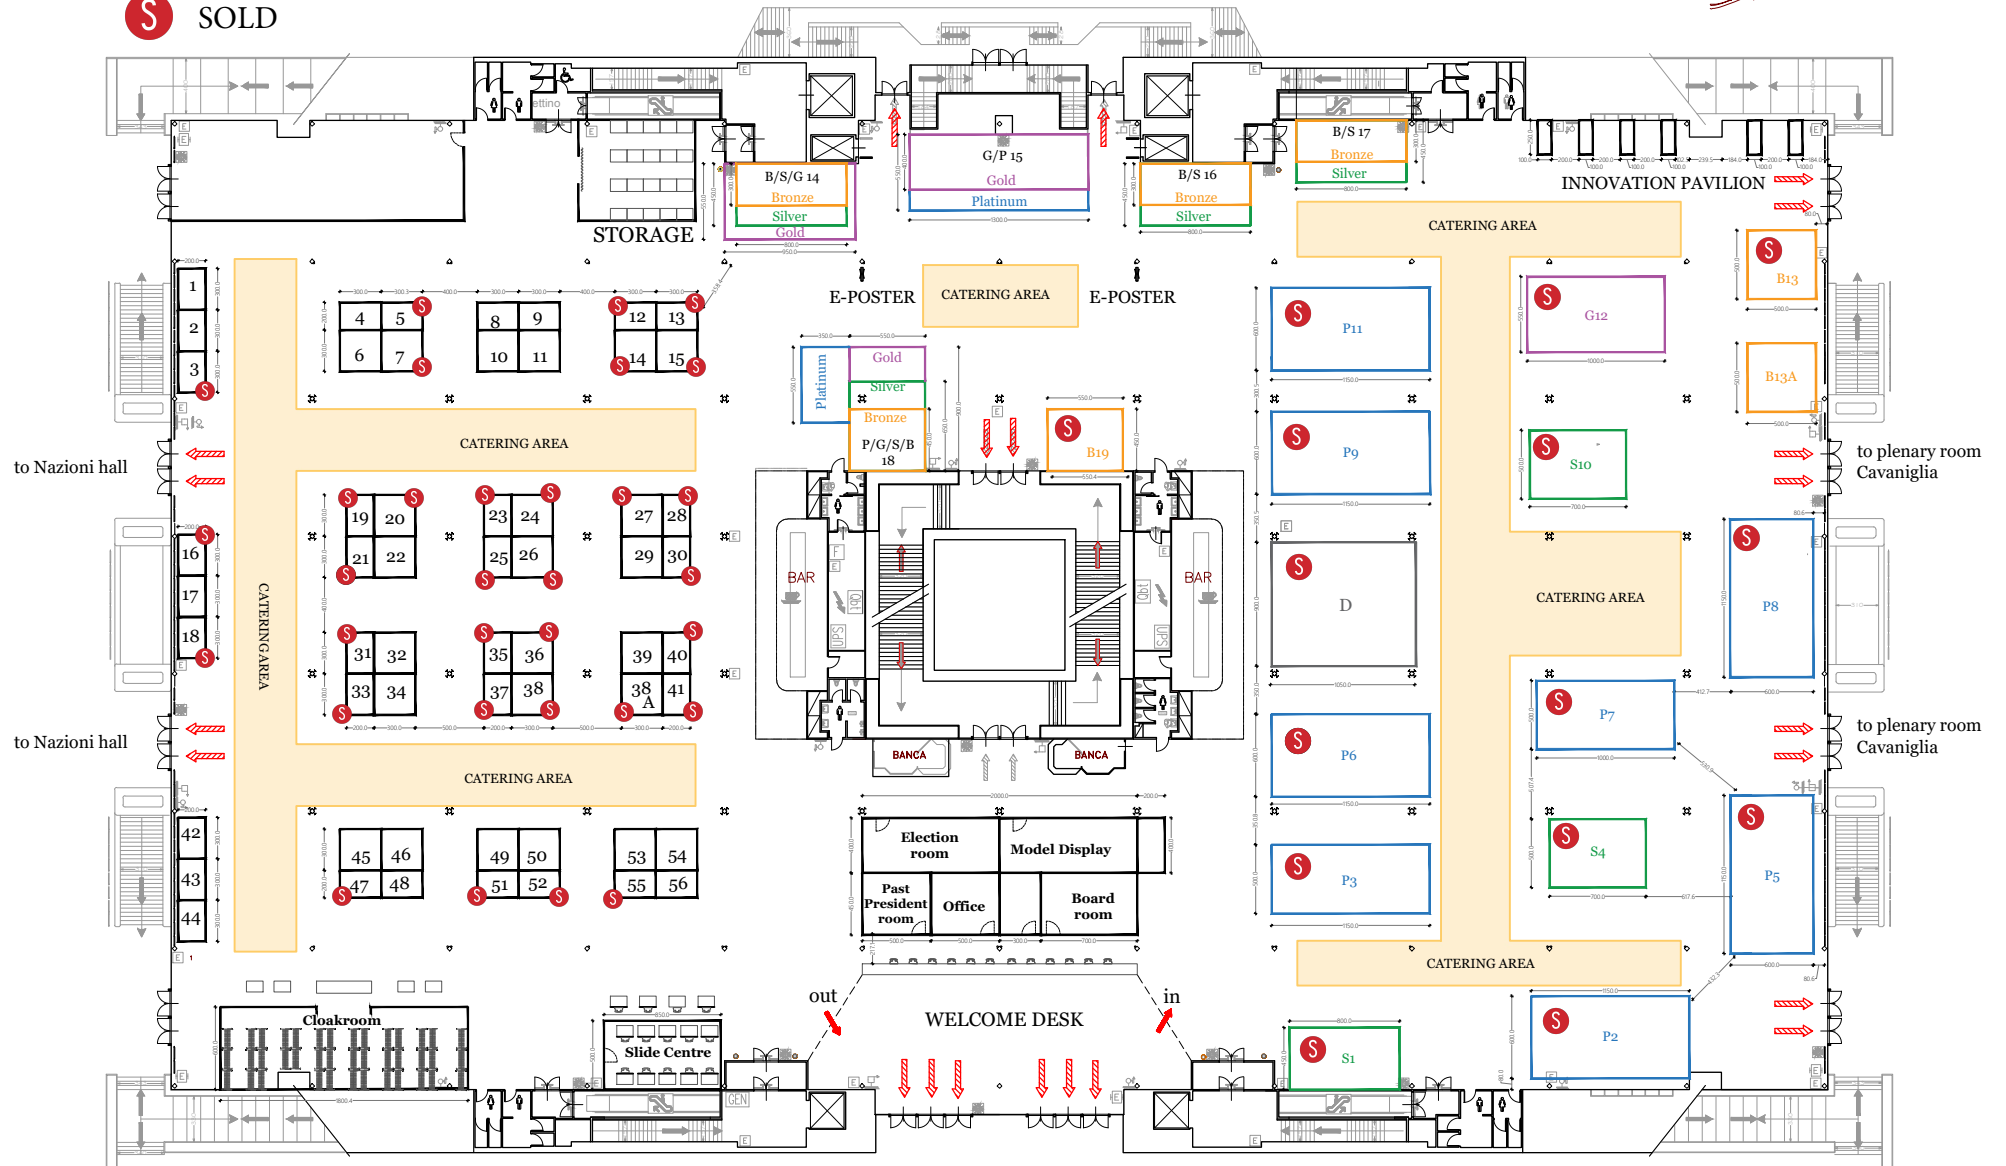 S SOLD
ettino
B/S/G 14
Bronze
Silver
Gold
G/P 15
Gold
Platinum
B/S 16
Bronze
Silver
B/S 17
Bronze
Silver
INNOVATION PAVILION
STORAGE
CATERING AREA
E-POSTER
CATERING AREA
E-POSTER
S B13
B13A
S G12
S P11
1
2
3 S
4 5 S
6 7 S
8 9
10 11
S 12 13 S
S 14 15 S
Platinum
Gold
Silver
Bronze
P/G/S/B
18
S B19
S P9
S S10
CATERING AREA
to Nazioni hall
to plenary room
Cavaniglia
16 S
17
18 S
S 19 20 S
S 21 22
S 23 24 S
S 25 26 S
S 27 28 S
29 30 S
CATERING AREA
BAR
BAR
Qbt
UPS
Qbt
UPS
S D
CATERING AREA
S P8
S 31 32
S 33 34
S 35 36 S
S 37 38 S
39 40 S
S 38 A 41 S
S P7
S P6
to Nazioni hall
to plenary room
Cavaniglia
CATERING AREA
BANCA
BANCA
42
43
44
45 46
S 47 48
49 50
S 51 52 S
53 54
S 55 56
Election
room
Model Display
Past
President
room
Office
Board
room
S P3
S S4
S P5
CATERING AREA
out
in
WELCOME DESK
Cloakroom
Slide Centre
GEN
S S1
S P2